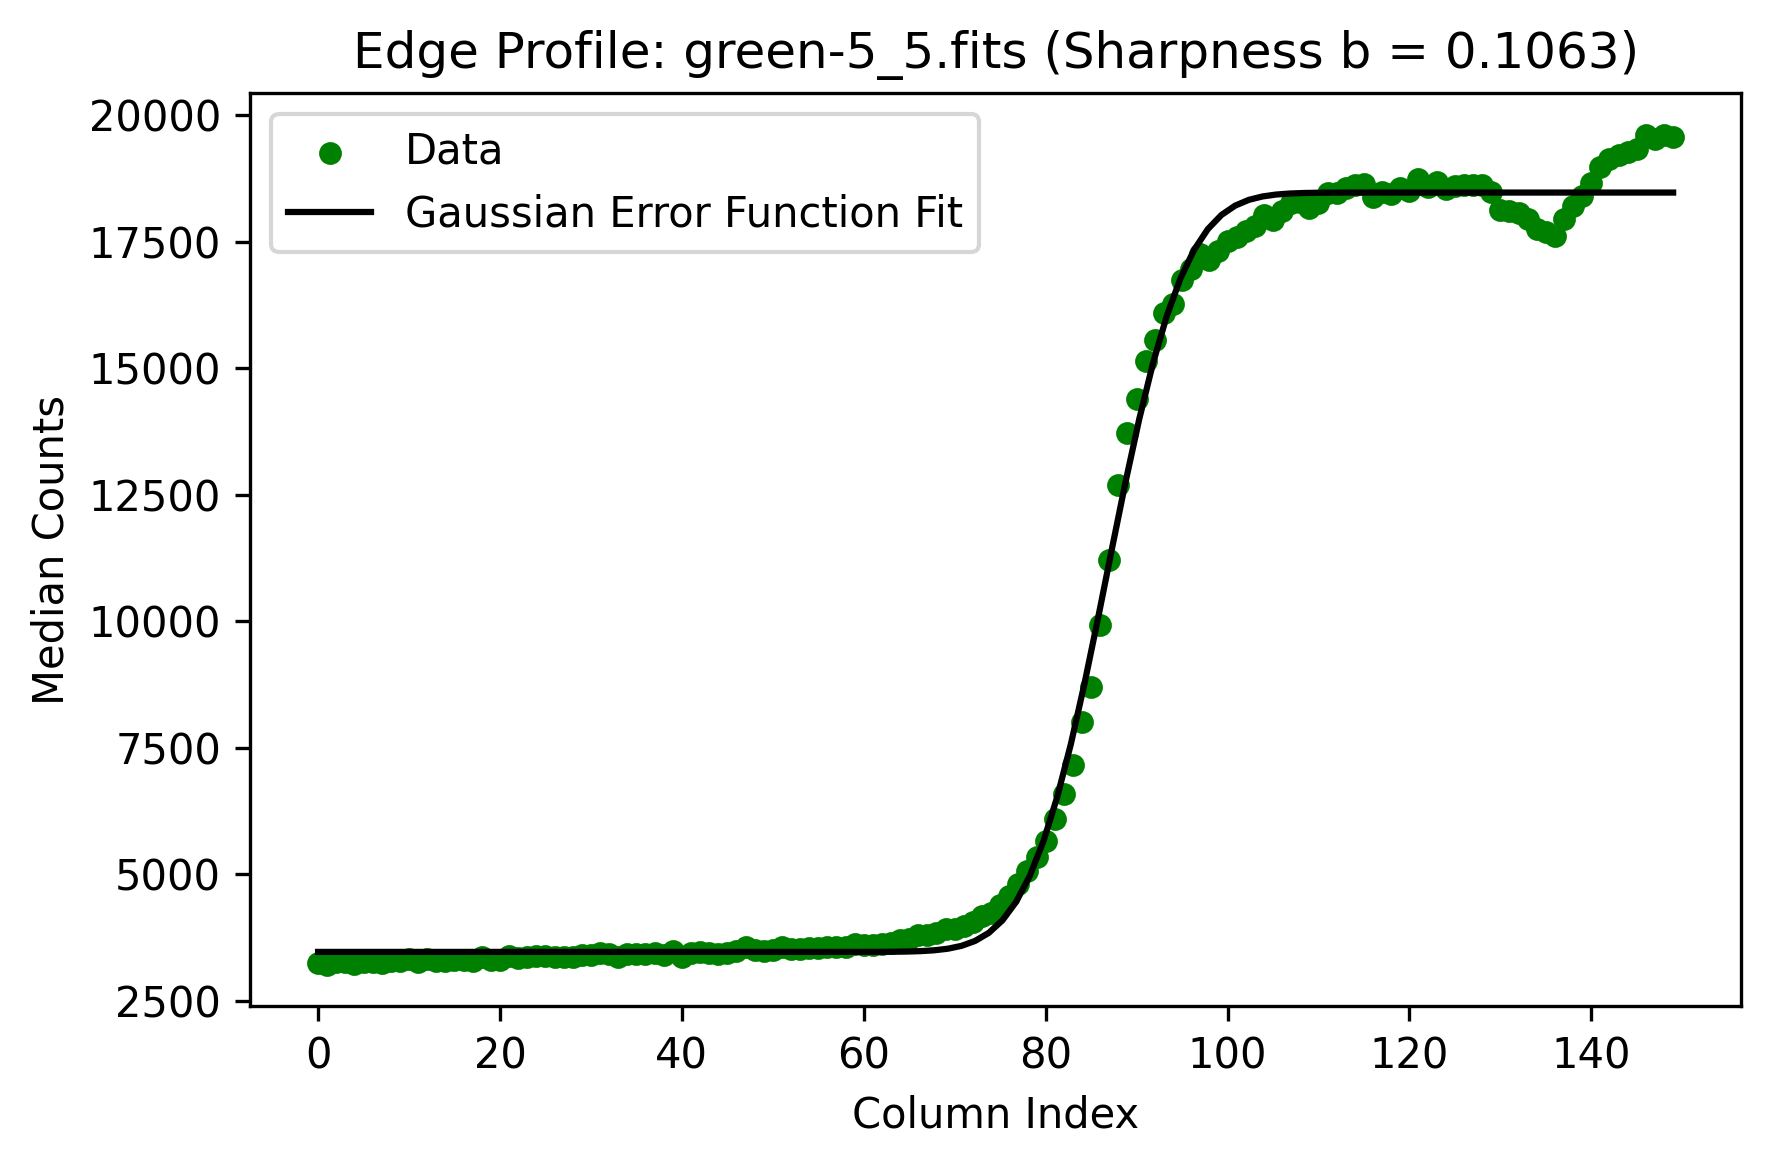 Edge Profile: green-5_5.fits (Sharpness b = 0.1063)
20000
17500
15000
12500
10000
7500
5000
2500
Median Counts
Data
Gaussian Error Function Fit
0 20 40 60 80 100 120 140
Column Index